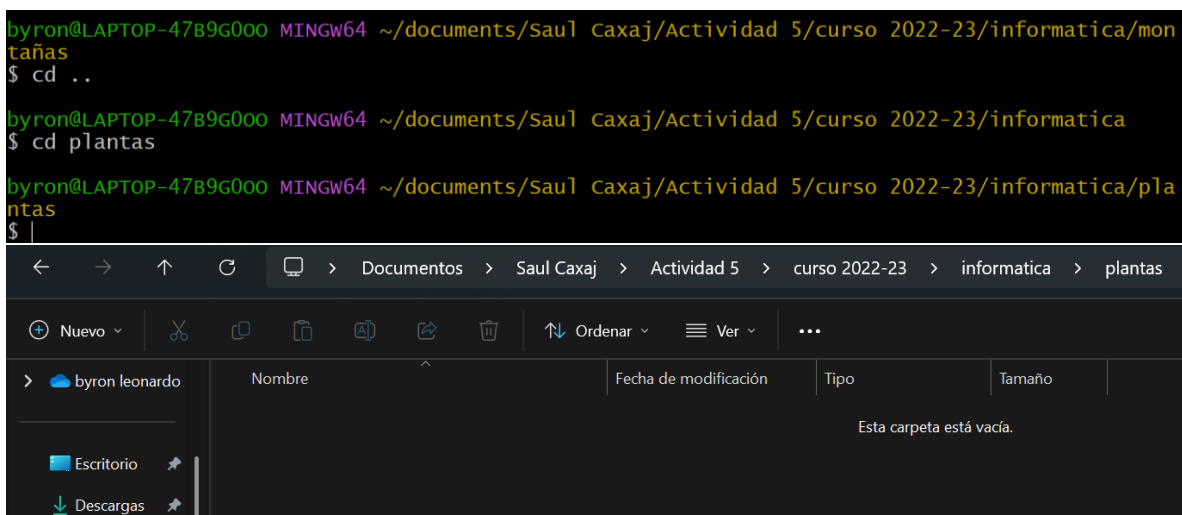 byron@LAPTOP-47B9G0OO MINGW64 ~/documents/Saul Caxaj/Actividad 5/curso 2022-23/informatica/mon
tañas
$ cd ..
byron@LAPTOP-47B9G0OO MINGW64 ~/documents/Saul Caxaj/Actividad 5/curso 2022-23/informatica
$ cd plantas
byron@LAPTOP-47B9G0OO MINGW64 ~/documents/Saul Caxaj/Actividad 5/curso 2022-23/informatica/pla
ntas
$
> Documentos > Saul Caxaj > Actividad 5 > curso 2022-23 > informatica > plantas
Nuevo Ordenar Ver ...
byron leonardo Nombre Fecha de modificación Tipo Tamaño
Esta carpeta está vacía.
Escritorio
Descargas